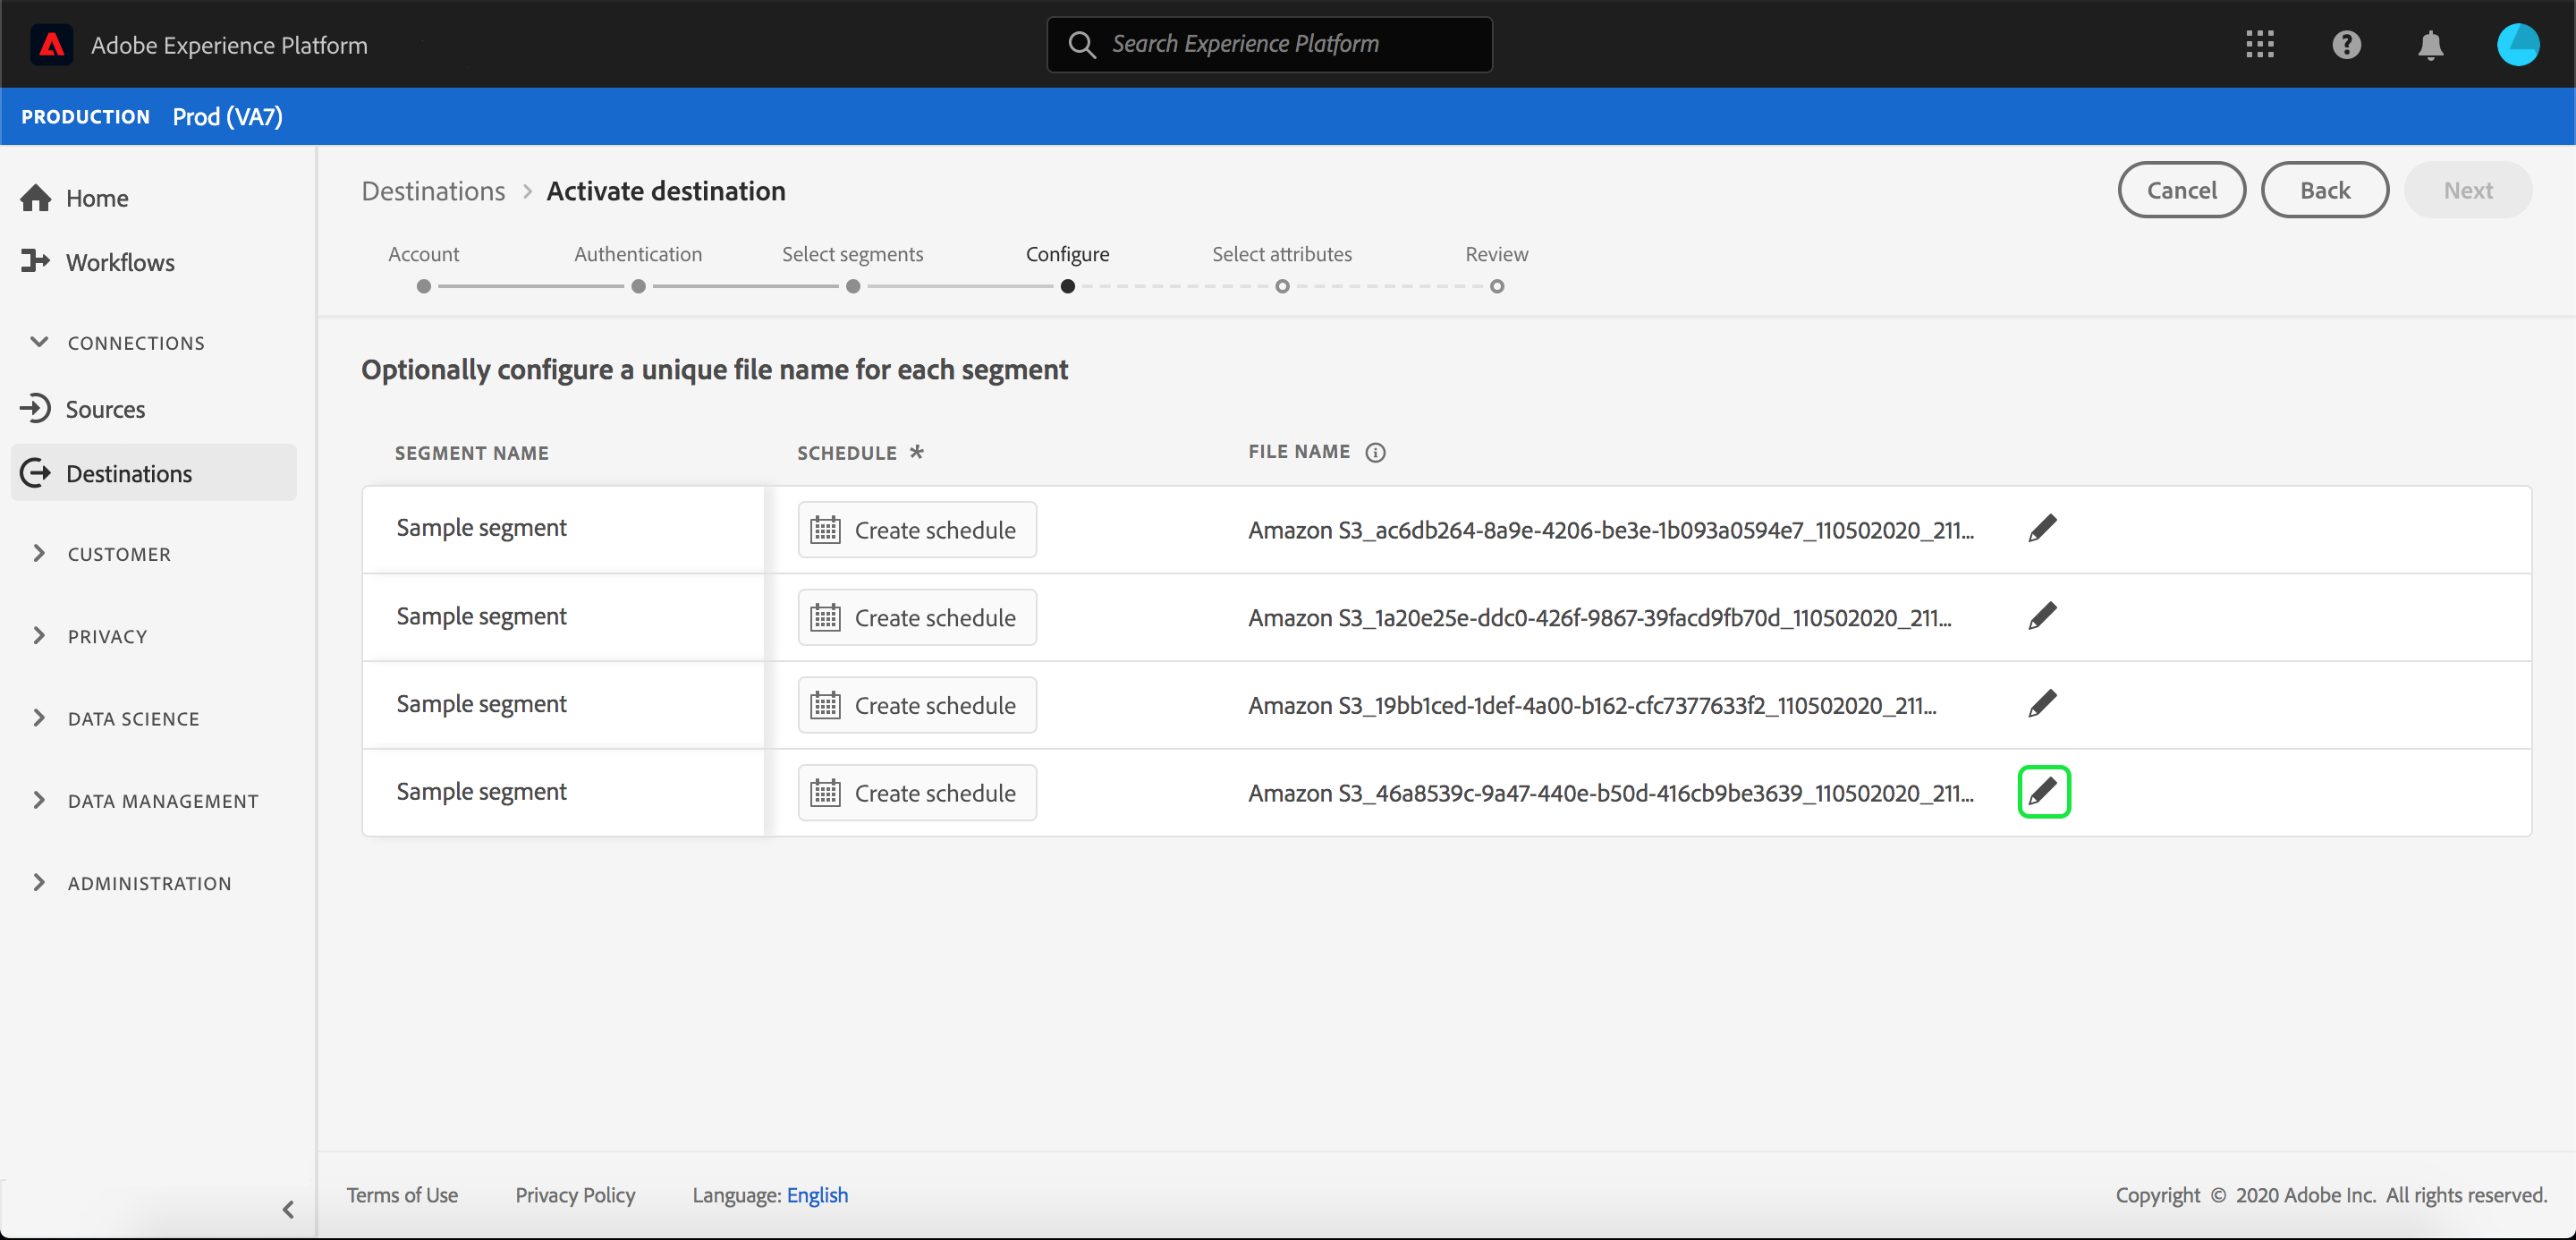 Adobe Experience Platform
Search Experience Platform
PRODUCTION Prod (VA7)
Home
Workflows
CONNECTIONS
Sources
Destinations
CUSTOMER
PRIVACY
DATA SCIENCE
DATA MANAGEMENT
ADMINISTRATION
Destinations > Activate destination
Cancel Back Next
Account Authentication Select segments Configure Select attributes Review
Optionally configure a unique file name for each segment
SEGMENT NAME SCHEDULE * FILE NAME
Sample segment Create schedule Amazon S3_ac6db264-8a9e-4206-be3e-1b093a0594e7_110502020_211...
Sample segment Create schedule Amazon S3_1a20e25e-ddc0-426f-9867-39facd9fb70d_110502020_211...
Sample segment Create schedule Amazon S3_19bb1ced-1def-4a00-b162-cfc7377633f2_110502020_211...
Sample segment Create schedule Amazon S3_46a8539c-9a47-440e-b50d-416cb9be3639_110502020_211...
Terms of Use Privacy Policy Language: English Copyright © 2020 Adobe Inc. All rights reserved.